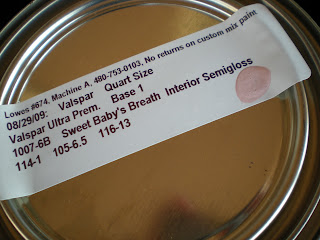 Lowes #674, Machine A, 480-753-0103, No returns on custom mix paint
08/29/09: Valspar Quart Size
Valspar Ultra Prem. Base 1
1007-6B Sweet Baby's Breath Interior Semigloss
114-1 105-6.5 116-13